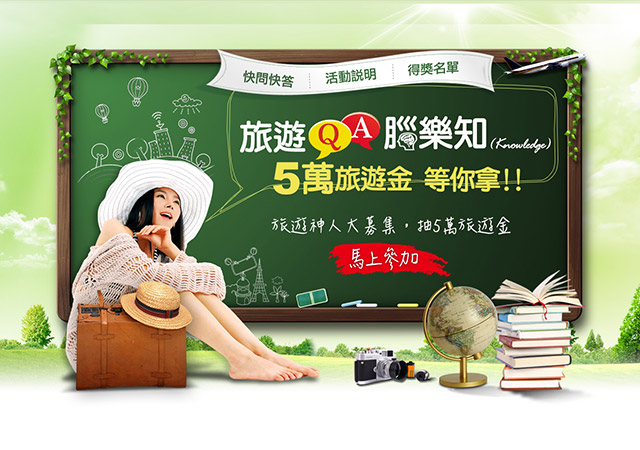 快問快答 活動説明 得獎名單
旅遊QA腦樂知(Knowledge)
5萬旅遊金 等你拿!!
旅遊神人大募集，抽5萬旅遊金
馬上參加